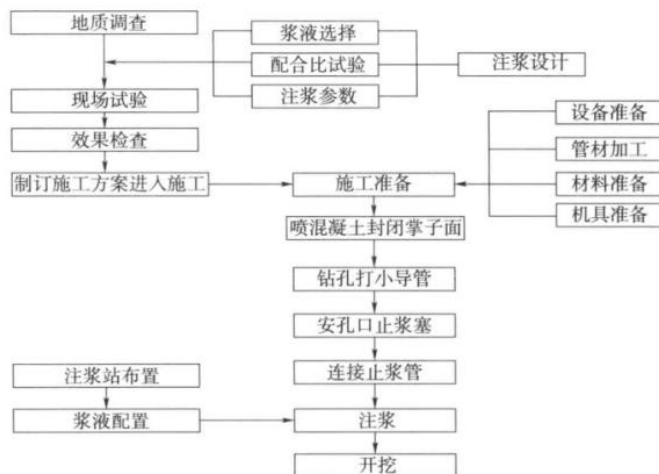 地质调查
浆液选择
配合比试验
注浆设计
注浆参数
现场试验
设备准备
效果检查
管材加工
制订施工方案进入施工
施工准备
材料准备
机具准备
喷混凝土封闭掌子面
钻孔打小导管
安孔口止浆塞
注浆站布置
连接止浆管
浆液配置
注浆
开挖